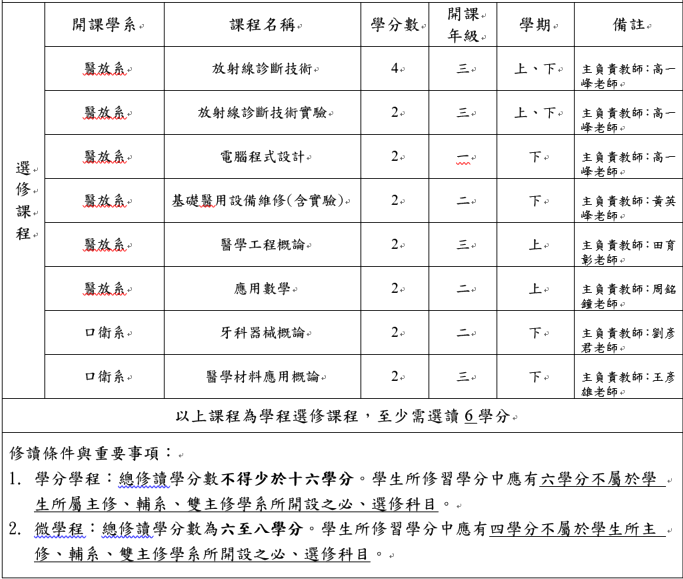 開課學系 課程名稱 學分數 開課年級 學期 備註
選修課程
醫放系 放射線診斷技術 4 三 上、下 主負責教師:高一峰老師
醫放系 放射線診斷技術實驗 2 三 上、下 主負責教師:高一峰老師
醫放系 電腦程式設計 2 一 下 主負責教師:高一峰老師
醫放系 基礎醫用設備維修(含實驗) 2 二 下 主負責教師:黃英峰老師
醫放系 醫學工程概論 2 三 上 主負責教師:田育彰老師
醫放系 應用數學 2 二 上 主負責教師:周銘鐘老師
口衛系 牙科器械概論 2 二 下 主負責教師:劉彥君老師
口衛系 醫學材料應用概論 2 三 下 主負責教師:王彥雄老師
以上課程為學程選修課程，至少需選讀 6 學分
修讀條件與重要事項：
1. 學分學程：總修讀學分數不得少於十六學分。學生所修習學分中應有六學分不屬於學
生所屬主修、輔系、雙主修學系所開設之必、選修科目。
2. 微學程：總修讀學分數為六至八學分。學生所修習學分中應有四學分不屬於學生所主
修、輔系、雙主修學系所開設之必、選修科目。